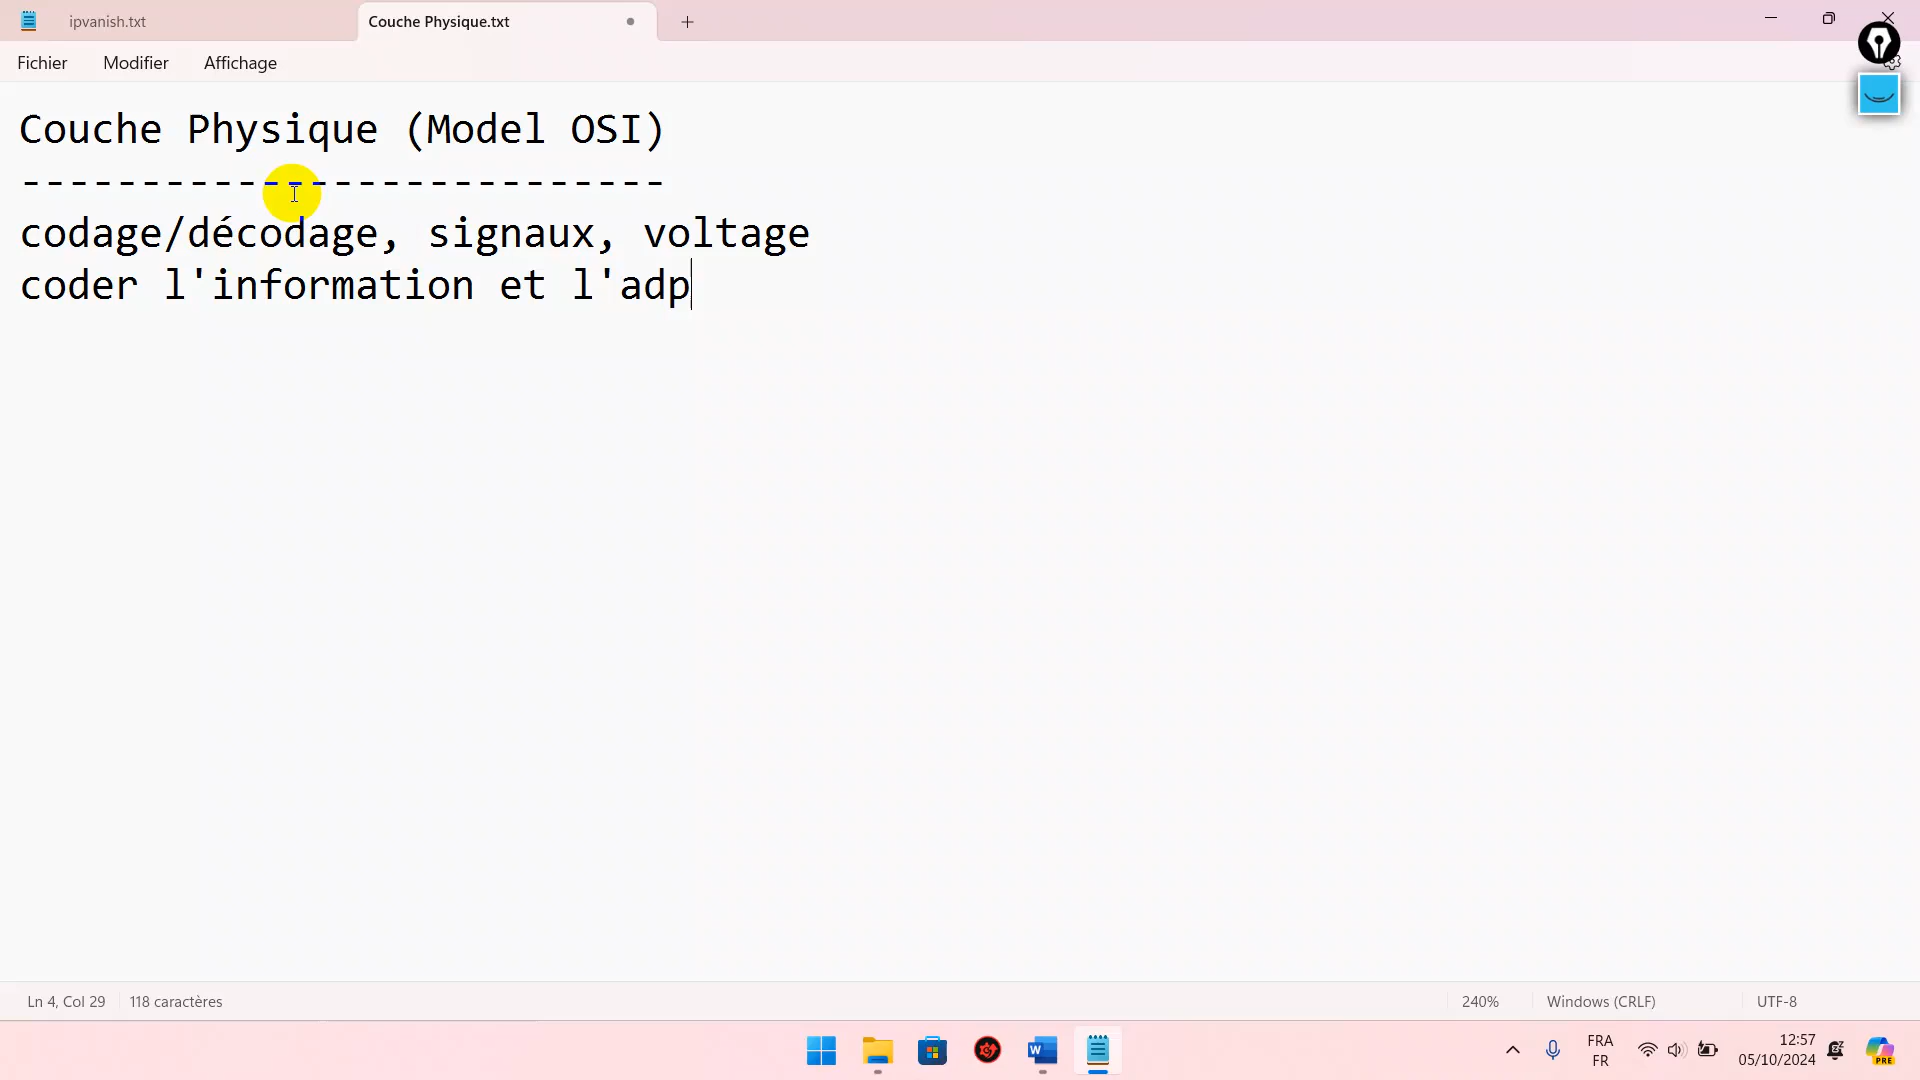 ipvanish.txt
Couche Physique.txt
Fichier Modifier Affichage
Couche Physique (Model OSI)
---------------------------
codage/décodage, signaux, voltage
coder l'information et l'adp
Ln 4, Col 29 118 caractères 240% Windows (CRLF) UTF-8
W
FRA
FR
12:57
05/10/2024
PRE